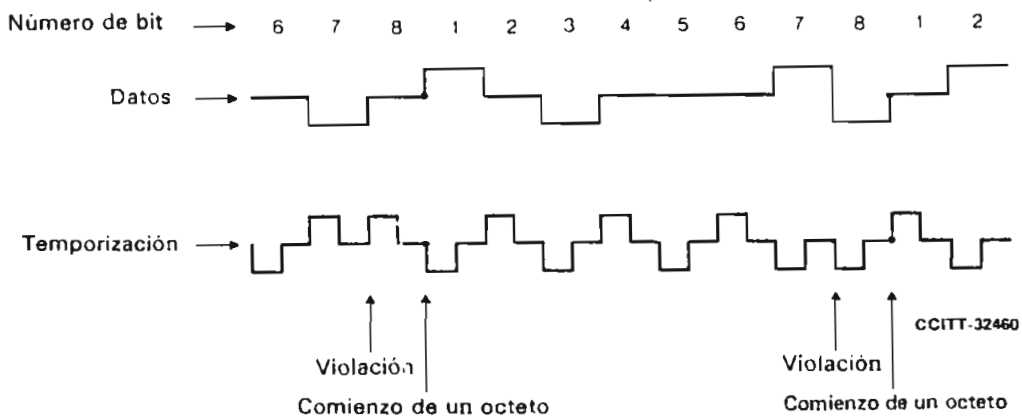 Número de bit
6 7 8 1 2 3 4 5 6 7 8 1 2
Datos
Temporización
CCITT-32460
Violación
Violación
Comienzo de un octeto
Comienzo de un octeto